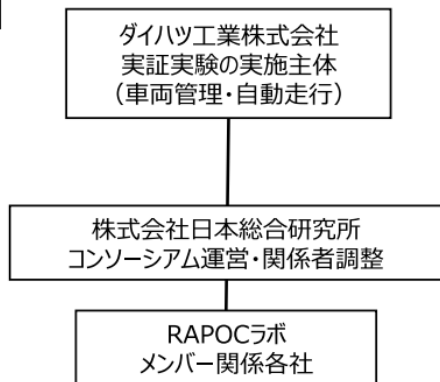 ダイハツ工業株式会社
実証実験の実施主体
（車両管理・自動走行）
株式会社日本総合研究所
コンソーシアム運営・関係者調整
RAPOCラボ
メンバー関係各社